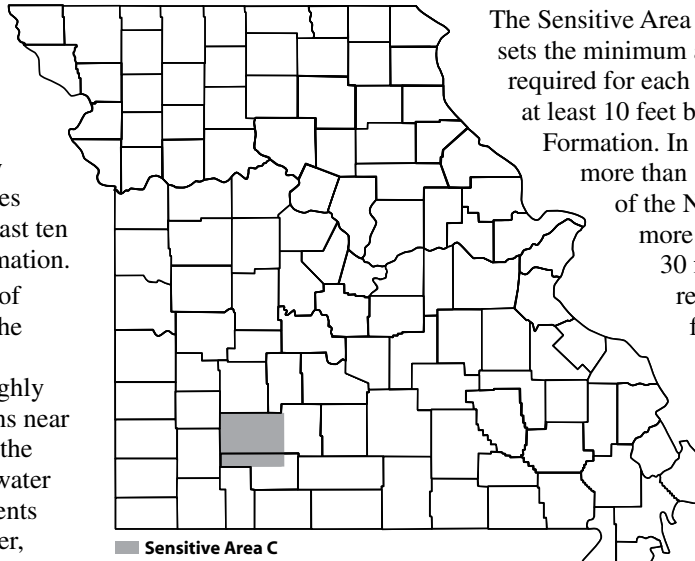 y
es
ast ten
mation.
of
he
ghly
ns near
the
water
ents
er,
The Sensitive Area
sets the minimum a
required for each
at least 10 feet b
Formation. In
more than
of the N
more
30 f
re
f
Sensitive Area C